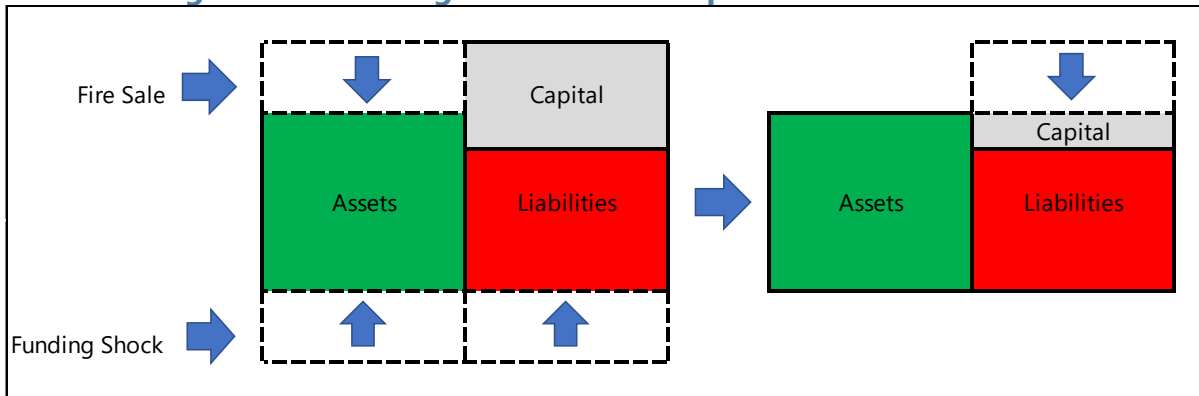 Fire Sale
Capital
Assets
Liabilities
Funding Shock
Capital
Assets
Liabilities